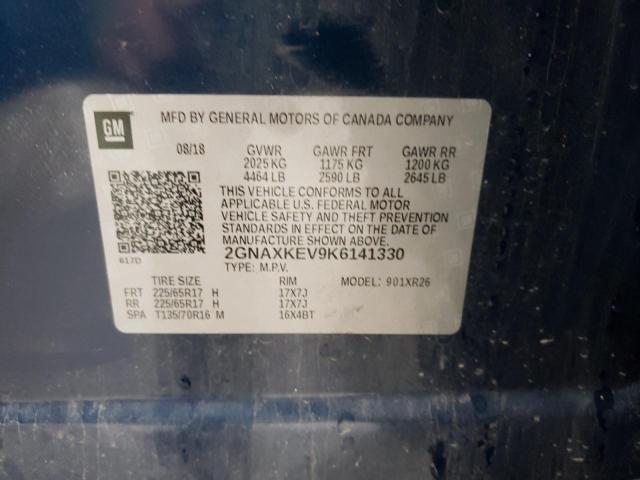 GM
MFD BY GENERAL MOTORS OF CANADA COMPANY
08/18 GVWR GAWR FRT GAWR RR
2025 KG 1175 KG 1200 KG
4464 LB 2590 LB 2645 LB
THIS VEHICLE CONFORMS TO ALL
APPLICABLE U.S. FEDERAL MOTOR
VEHICLE SAFETY AND THEFT PREVENTION
STANDARDS IN EFFECT ON THE DATE OF
MANUFACTURE SHOWN ABOVE.
617D 2GNAXKEV9K6141330
TYPE: M.P.V.
TIRE SIZE RIM MODEL: 901XR26
FRT 225/65R17 H 17X7J
RR 225/65R17 H 17X7J
SPA T135/70R16 M 16X4BT